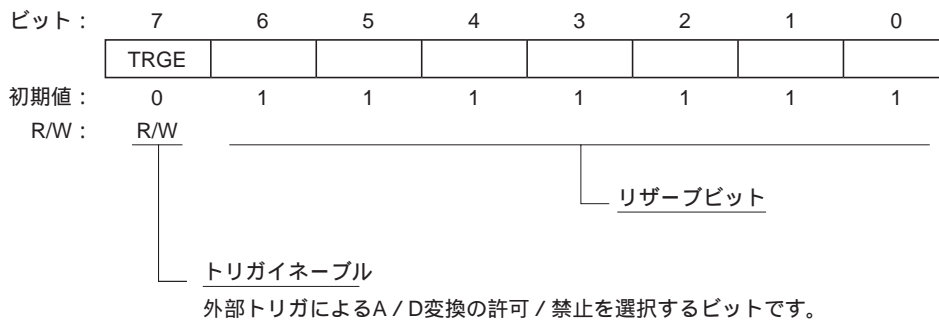 ビット： 7 6 5 4 3 2 1 0
TRGE
初期値： 0 1 1 1 1 1 1 1
R/W： R/W
リザーブビット
トリガイネーブル
外部トリガによるA／D変換の許可／禁止を選択するビットです。